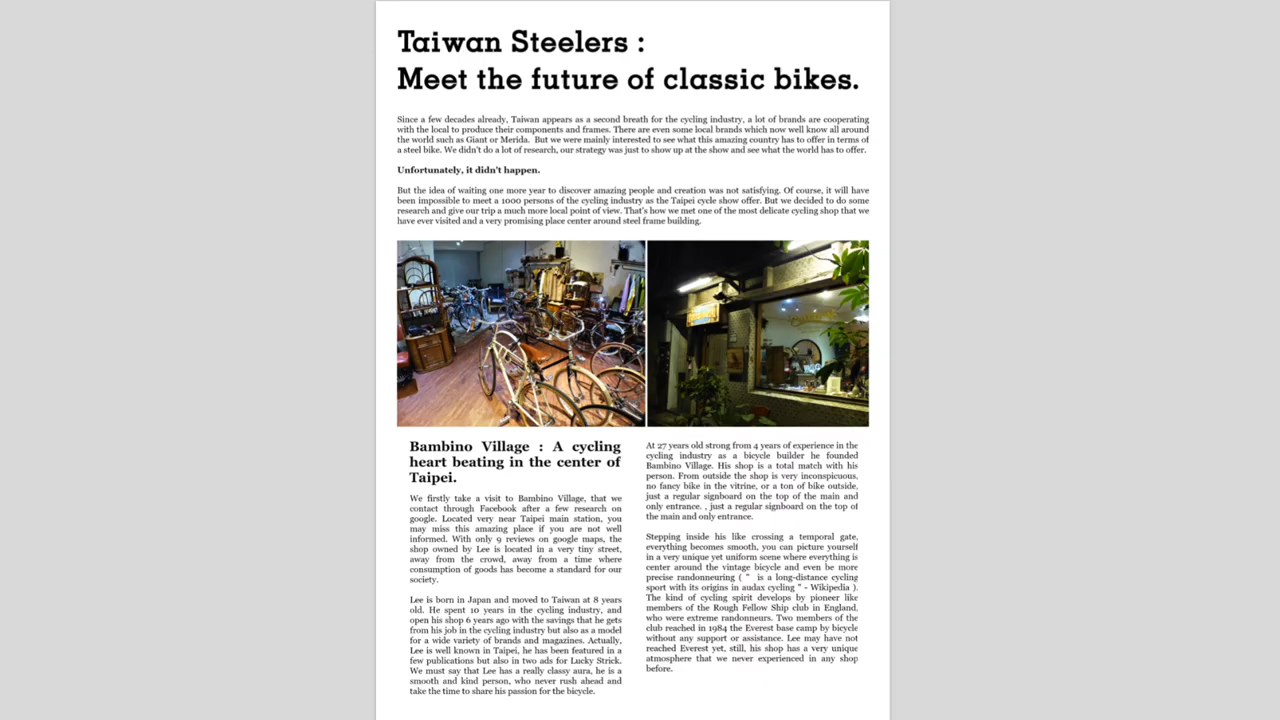 Taiwan Steelers :
Meet the future of classic bikes.
Since a few decades already, Taiwan appears as a second breath for the cycling industry, a lot of brands are cooperating
with the local to produce their components and frames. There are even some local brands which now well know all around
the world such as Giant or Merida. But we were mainly interested to see what this amazing country has to offer in terms of
a steel bike. We didn't do a lot of research, our strategy was just to show up at the show and see what the world has to offer.
Unfortunately, it didn't happen.
But the idea of waiting one more year to discover amazing people and creation was not satisfying. Of course, it will have
been impossible to meet a 1000 persons of the cycling industry as the Taipei cycle show offer. But we decided to do some
research and give our trip a much more local point of view. That's how we met one of the most delicate cycling shop that we
have ever visited and a very promising place center around steel frame building.
Bambino Village : A cycling
heart beating in the center of
Taipei.
We firstly take a visit to Bambino Village, that we
contact through Facebook after a few research on
google. Located very near Taipei main station, you
may miss this amazing place if you are not well
informed. With only 9 reviews on google maps, the
shop owned by Lee is located in a very tiny street,
away from the crowd, away from a time where
consumption of goods has become a standard for our
society.
Lee is born in Japan and moved to Taiwan at 8 years
old. He spent 10 years in the cycling industry, and
open his shop 6 years ago with the savings that he gets
from his job in the cycling industry but also as a model
for a wide variety of brands and magazines. Actually,
Lee is well known in Taipei, he has been featured in a
few publications but also in two ads for Lucky Strick.
We must say that Lee has a really classy aura, he is a
smooth and kind person, who never rush ahead and
take the time to share his passion for the bicycle.
At 27 years old strong from 4 years of experience in the
cycling industry as a bicycle builder he founded
Bambino Village. His shop is a total match with his
person. From outside the shop is very inconspicuous,
no fancy bike in the vitrine, or a ton of bike outside,
just a regular signboard on the top of the main and
only entrance. , just a regular signboard on the top of
the main and only entrance.
Stepping inside his like crossing a temporal gate,
everything becomes smooth, you can picture yourself
in a very unique yet uniform scene where everything is
center around the vintage bicycle and even be more
precise randonneuring ( " is a long-distance cycling
sport with its origins in audax cycling " - Wikipedia ).
The kind of cycling spirit develops by pioneer like
members of the Rough Fellow Ship club in England,
who were extreme randonneurs. Two members of the
club reached in 1984 the Everest base camp by bicycle
without any support or assistance. Lee may have not
reached Everest yet, still, his shop has a very unique
atmosphere that we never experienced in any shop
before.